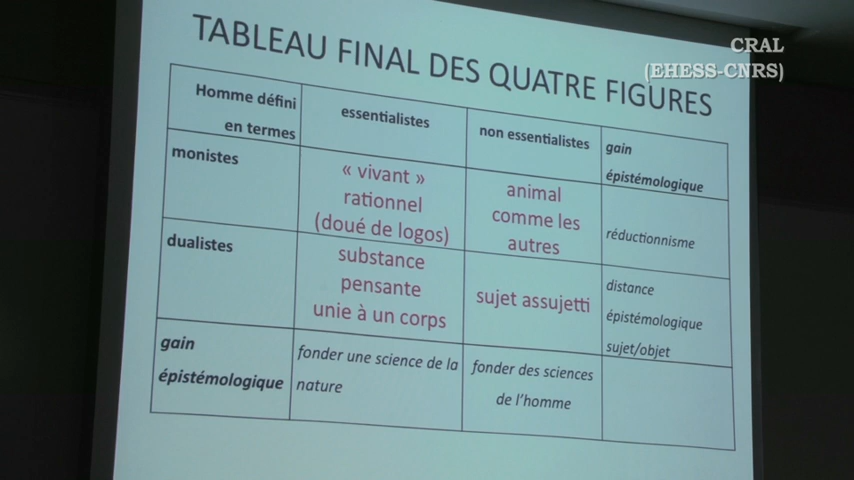 CRAL
(EHESS-CNRS)
TABLEAU FINAL DES QUATRE FIGURES
Homme défini
en termes
essentialistes
non essentialistes
gain
épistémologique
monistes
« vivant »
rationnel
(doué de logos)
animal
comme les
autres
réductionnisme
dualistes
substance
pensante
unie à un corps
sujet assujetti
distance
épistémologique
sujet/objet
gain
épistémologique
fonder une science de la
nature
fonder des sciences
de l'homme